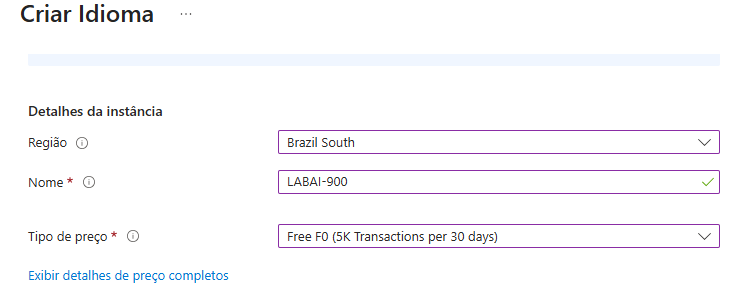 Criar Idioma ...
Detalhes da instância
Região Brazil South
Nome * LABAI-900
Tipo de preço * Free F0 (5K Transactions per 30 days)
Exibir detalhes de preço completos